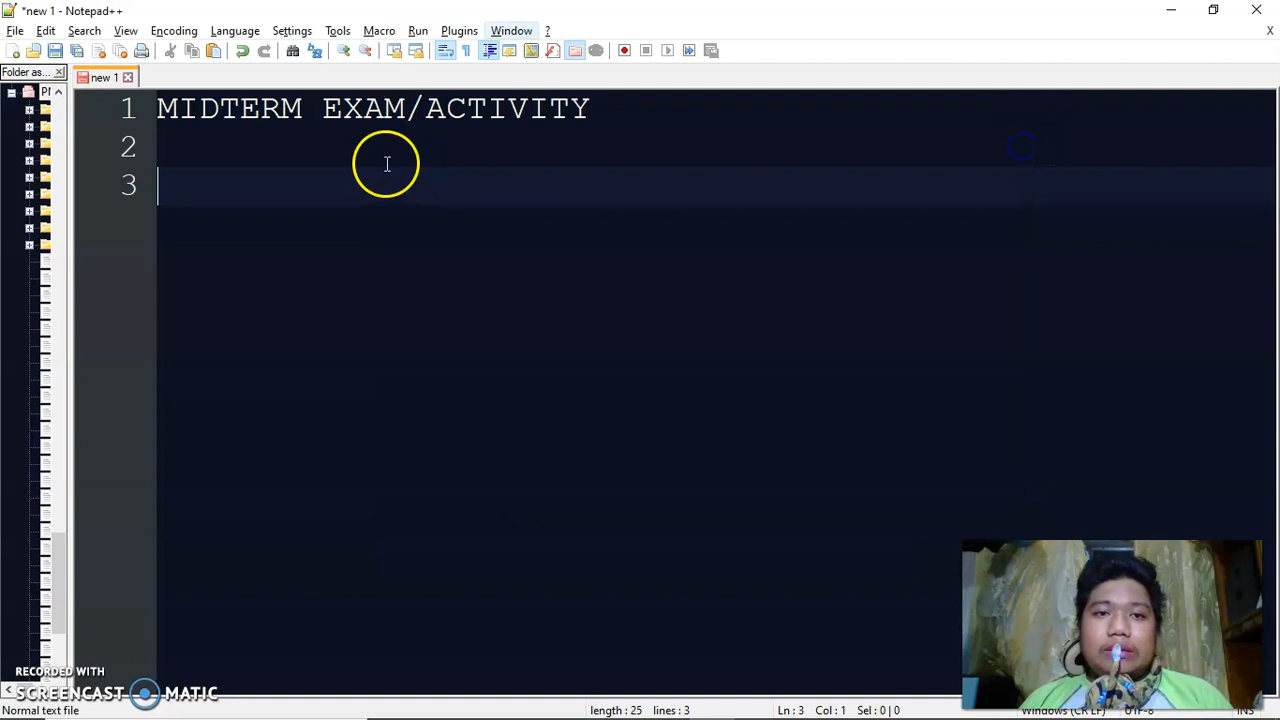 *new 1 - Notepad++
File Edit Search View Encoding Language Settings Tools Macro Run Plugins Window ? X
Folder as...
new 1
1 MIDTERM EXAM/ACTIVITY
2
3
RECORDED WITH
SCREENCAST MATIC
Normal text file length : 25 lines : 3 Ln : 3 Col : 1 Sel : 0 | 0 Windows (CR LF) UTF-8 INS